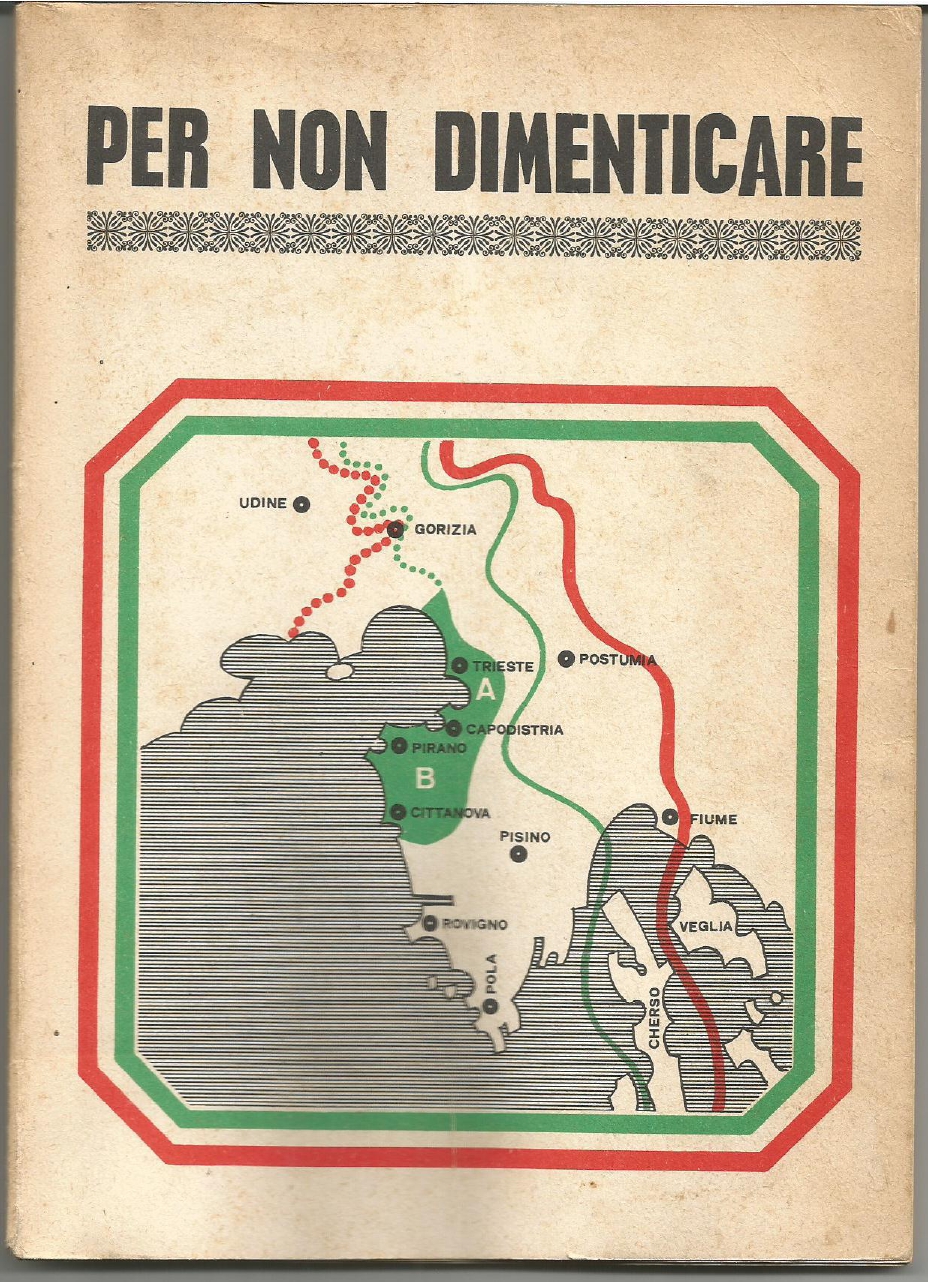 PER NON DIMENTICARE
UDINE
GORIZIA
TRIESTE
A
POSTUMIA
CAPODISTRIA
PIRANO
B
CITTANOVA
FIUME
PISINO
ROVIGNO
VEGLIA
POLA
CHERSO